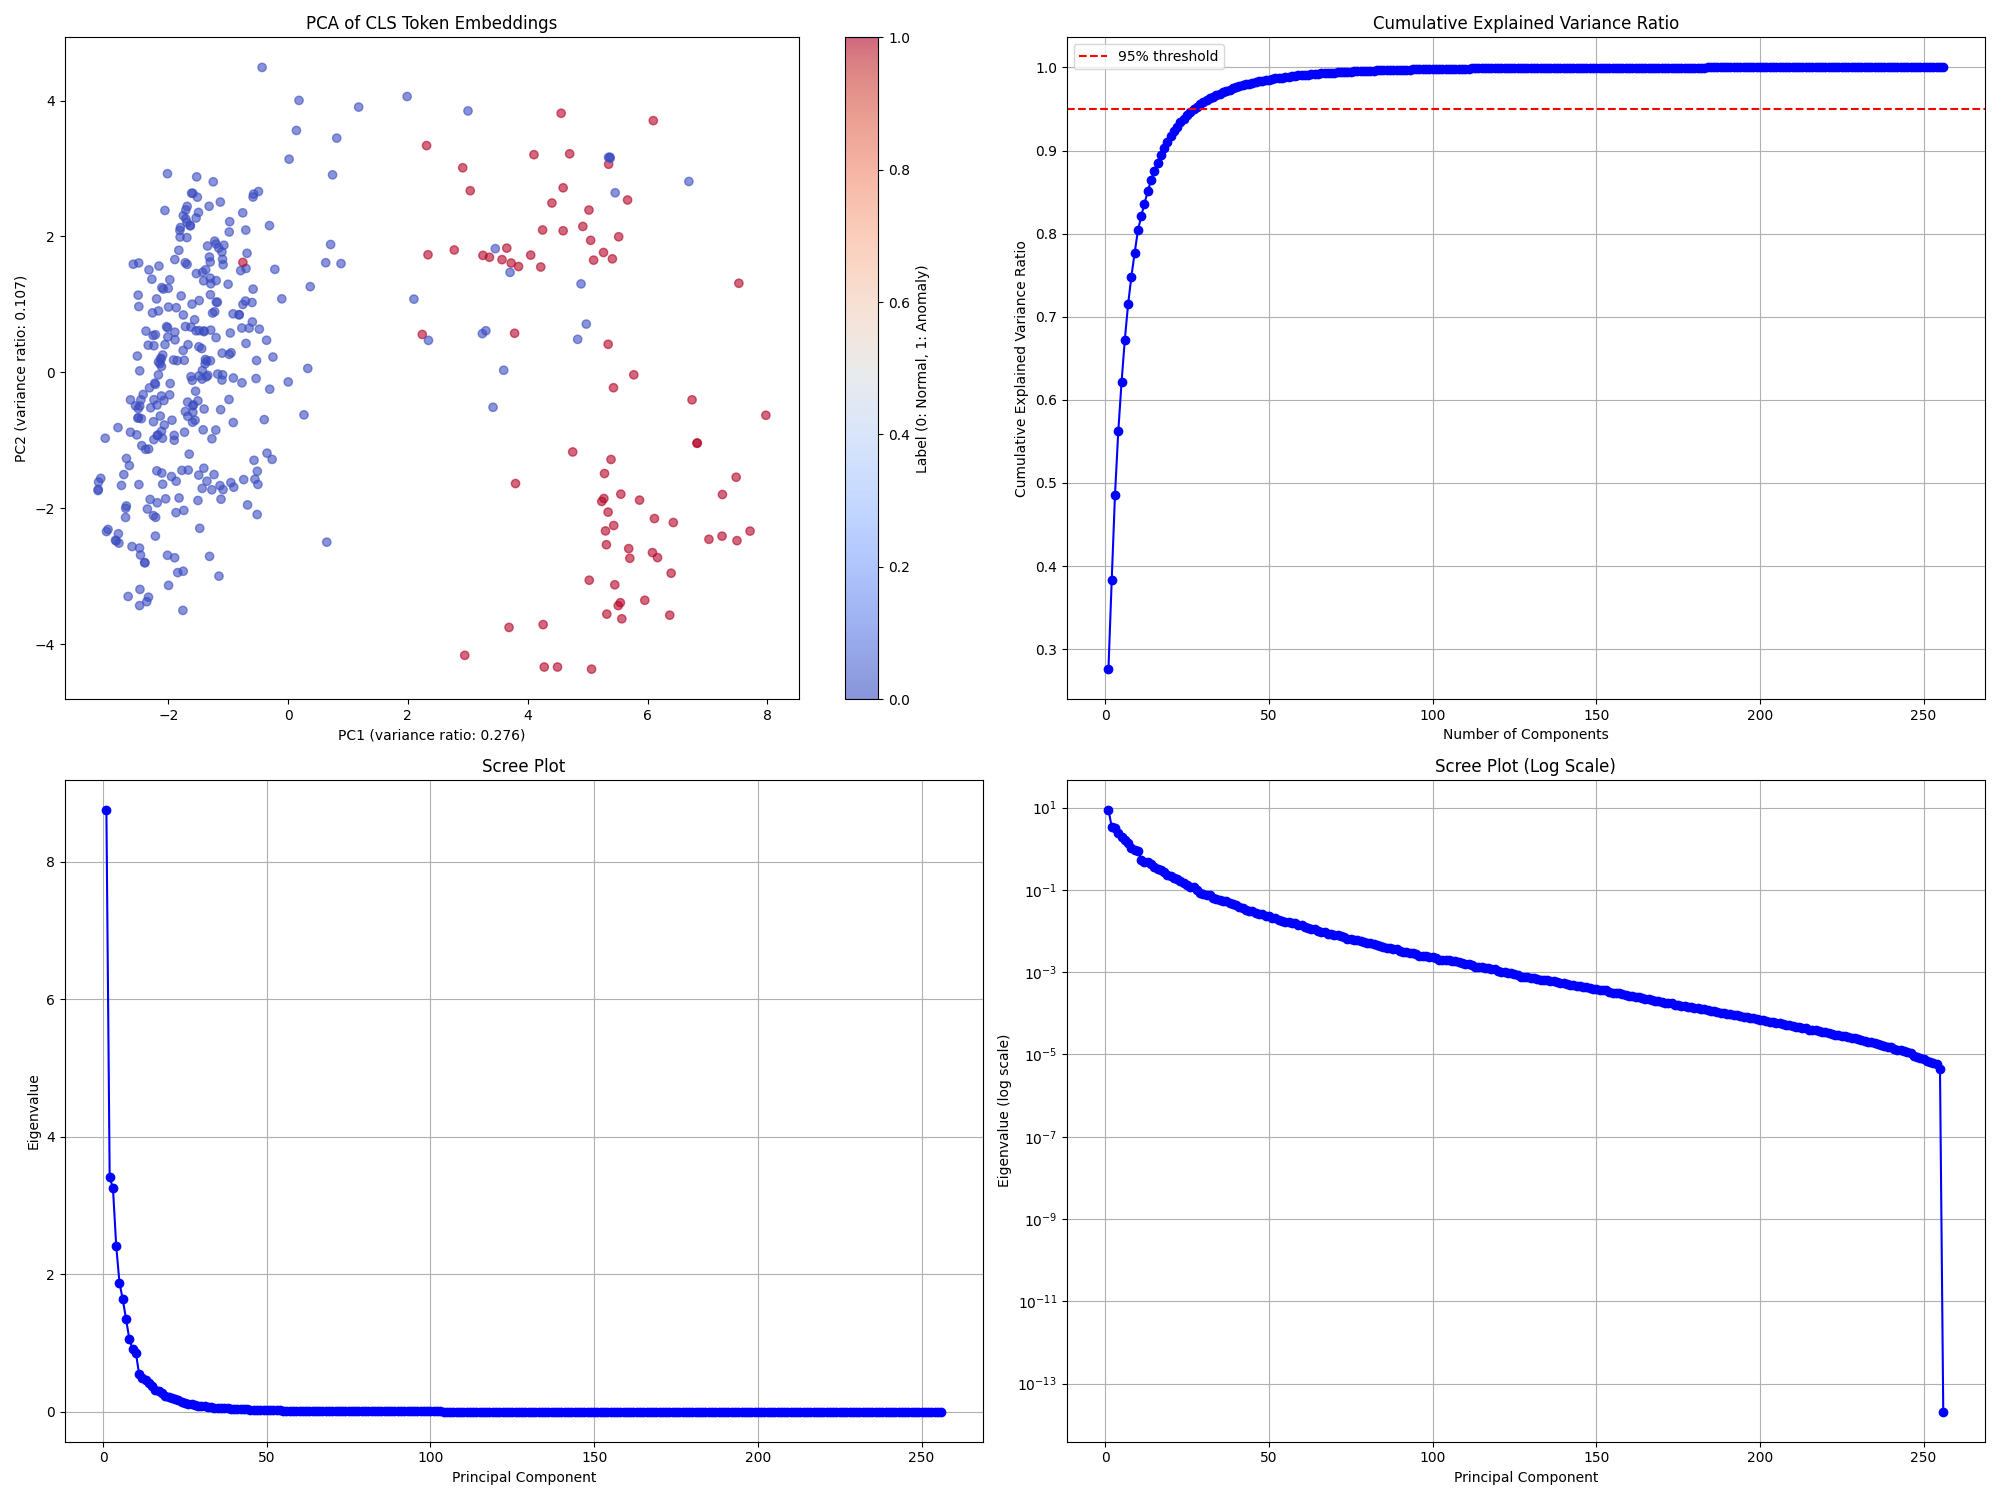 PCA of CLS Token Embeddings
4
2
0
−2
−4
PC2 (variance ratio: 0.107)
−2 0 2 4 6 8
PC1 (variance ratio: 0.276)
1.0
0.8
0.6
0.4
0.2
0.0
Label (0: Normal, 1: Anomaly)
Cumulative Explained Variance Ratio
95% threshold
1.0
0.9
0.8
0.7
0.6
0.5
0.4
0.3
Cumulative Explained Variance Ratio
0 50 100 150 200 250
Number of Components
Scree Plot
8
6
4
2
0
Eigenvalue
0 50 100 150 200 250
Principal Component
Scree Plot (Log Scale)
10¹
10⁻¹
10⁻³
10⁻⁵
10⁻⁷
10⁻⁹
10⁻¹¹
10⁻¹³
Eigenvalue (log scale)
0 50 100 150 200 250
Principal Component